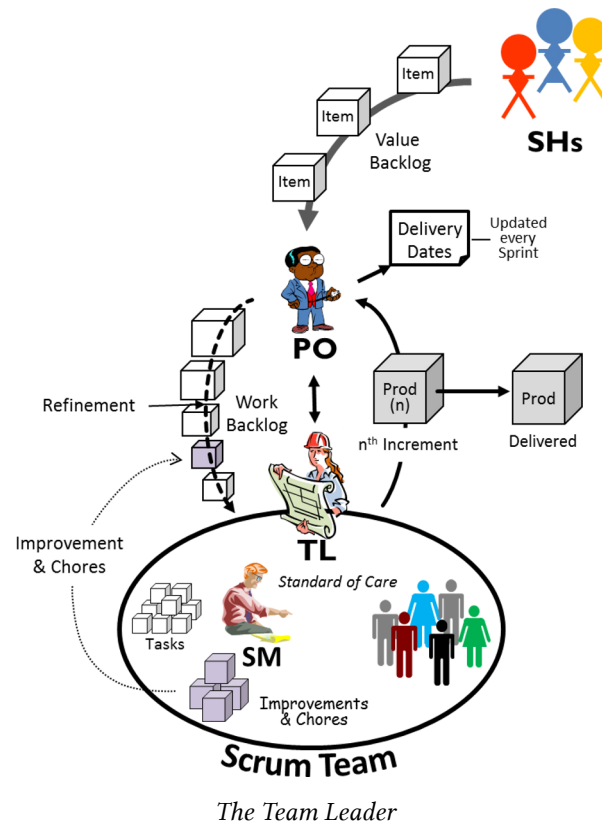 Item
Item
Item
SHs
Value
Backlog
Delivery
Dates
Updated
every
Sprint
PO
Refinement
Work
Backlog
Prod
(n)
Prod
nth Increment
Delivered
Improvement
& Chores
TL
Standard of Care
Tasks
SM
Improvements
& Chores
Scrum Team
The Team Leader